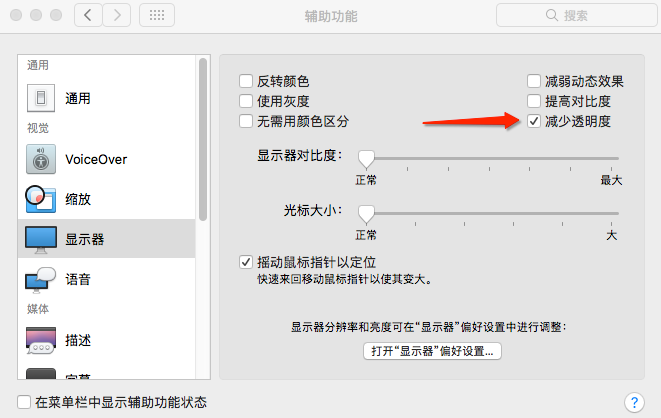 辅助功能
搜索
通用
通用
视觉
VoiceOver
缩放
显示器
语音
媒体
描述
字幕
反转颜色
减弱动态效果
使用灰度
提高对比度
无需用颜色区分
减少透明度
显示器对比度：
正常
最大
光标大小：
正常
大
摇动鼠标指针以定位
快速来回移动鼠标指针以使其变大。
显示器分辨率和亮度可在“显示器”偏好设置中进行调整：
打开“显示器”偏好设置...
在菜单栏中显示辅助功能状态
?